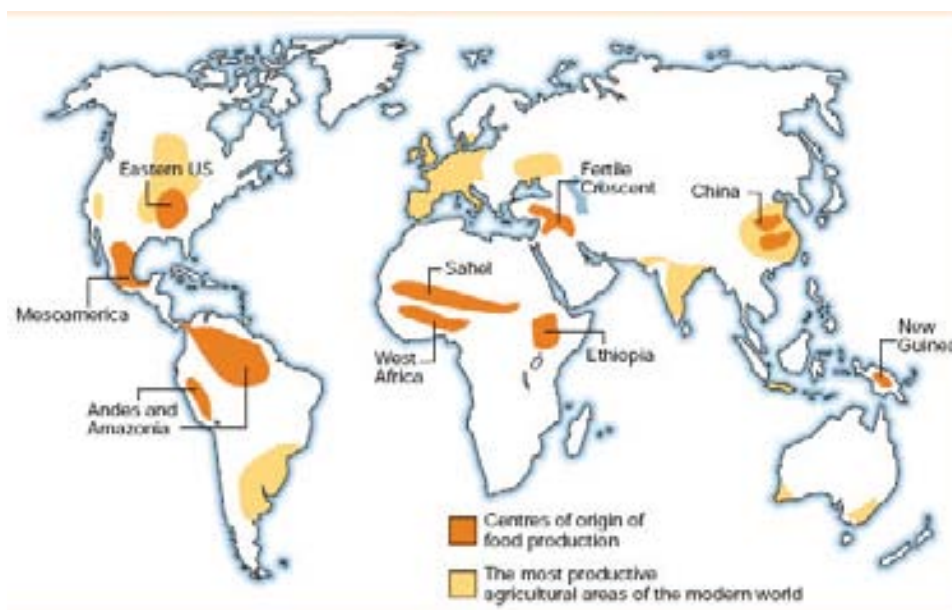 Eastern US
Fertile
Crescent
China
Sahel
Mesoamerica
West
Africa
Ethiopia
New
Guinea
Andes and
Amazonia
Centres of origin of
food production
The most productive
agricultural areas of the modern world